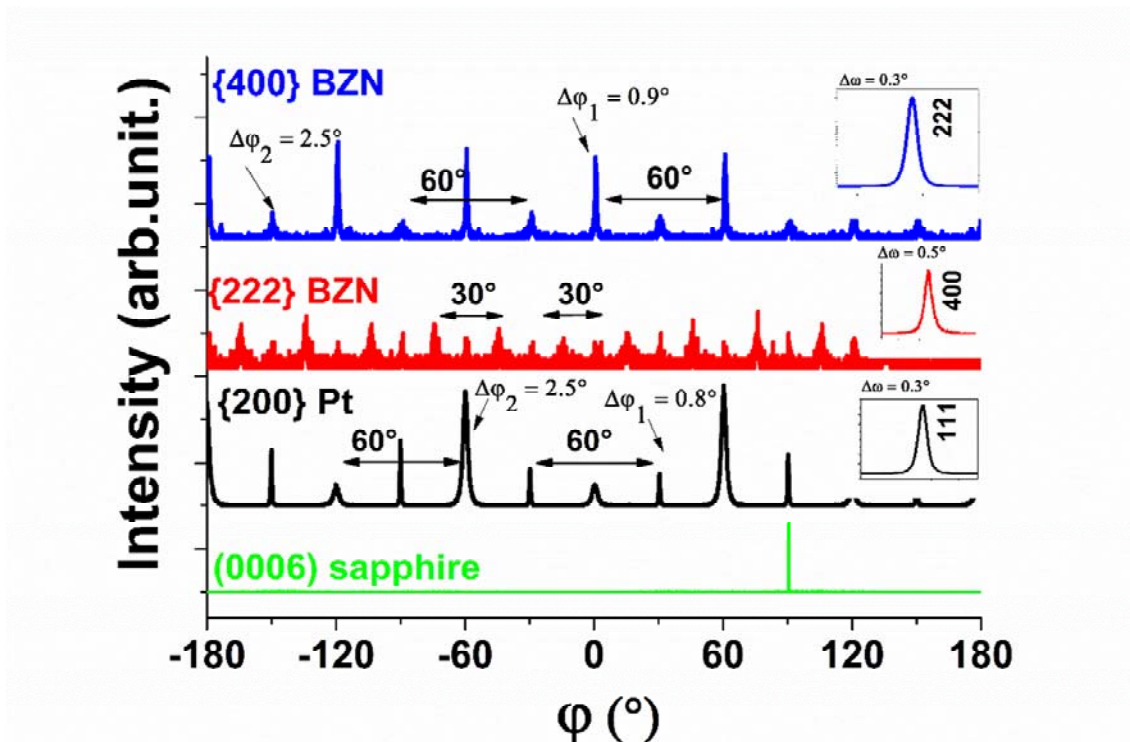 Intensity (arb.unit.)
{400} BZN
Δφ₂ = 2.5°
Δφ₁ = 0.9°
60°
60°
Δω = 0.3°
222
{222} BZN
30°
30°
Δω = 0.5°
400
{200} Pt
Δφ₂ = 2.5°
Δφ₁ = 0.8°
60°
60°
Δω = 0.3°
111
(0006) sapphire
-180 -120 -60 0 60 120 180
φ (°)